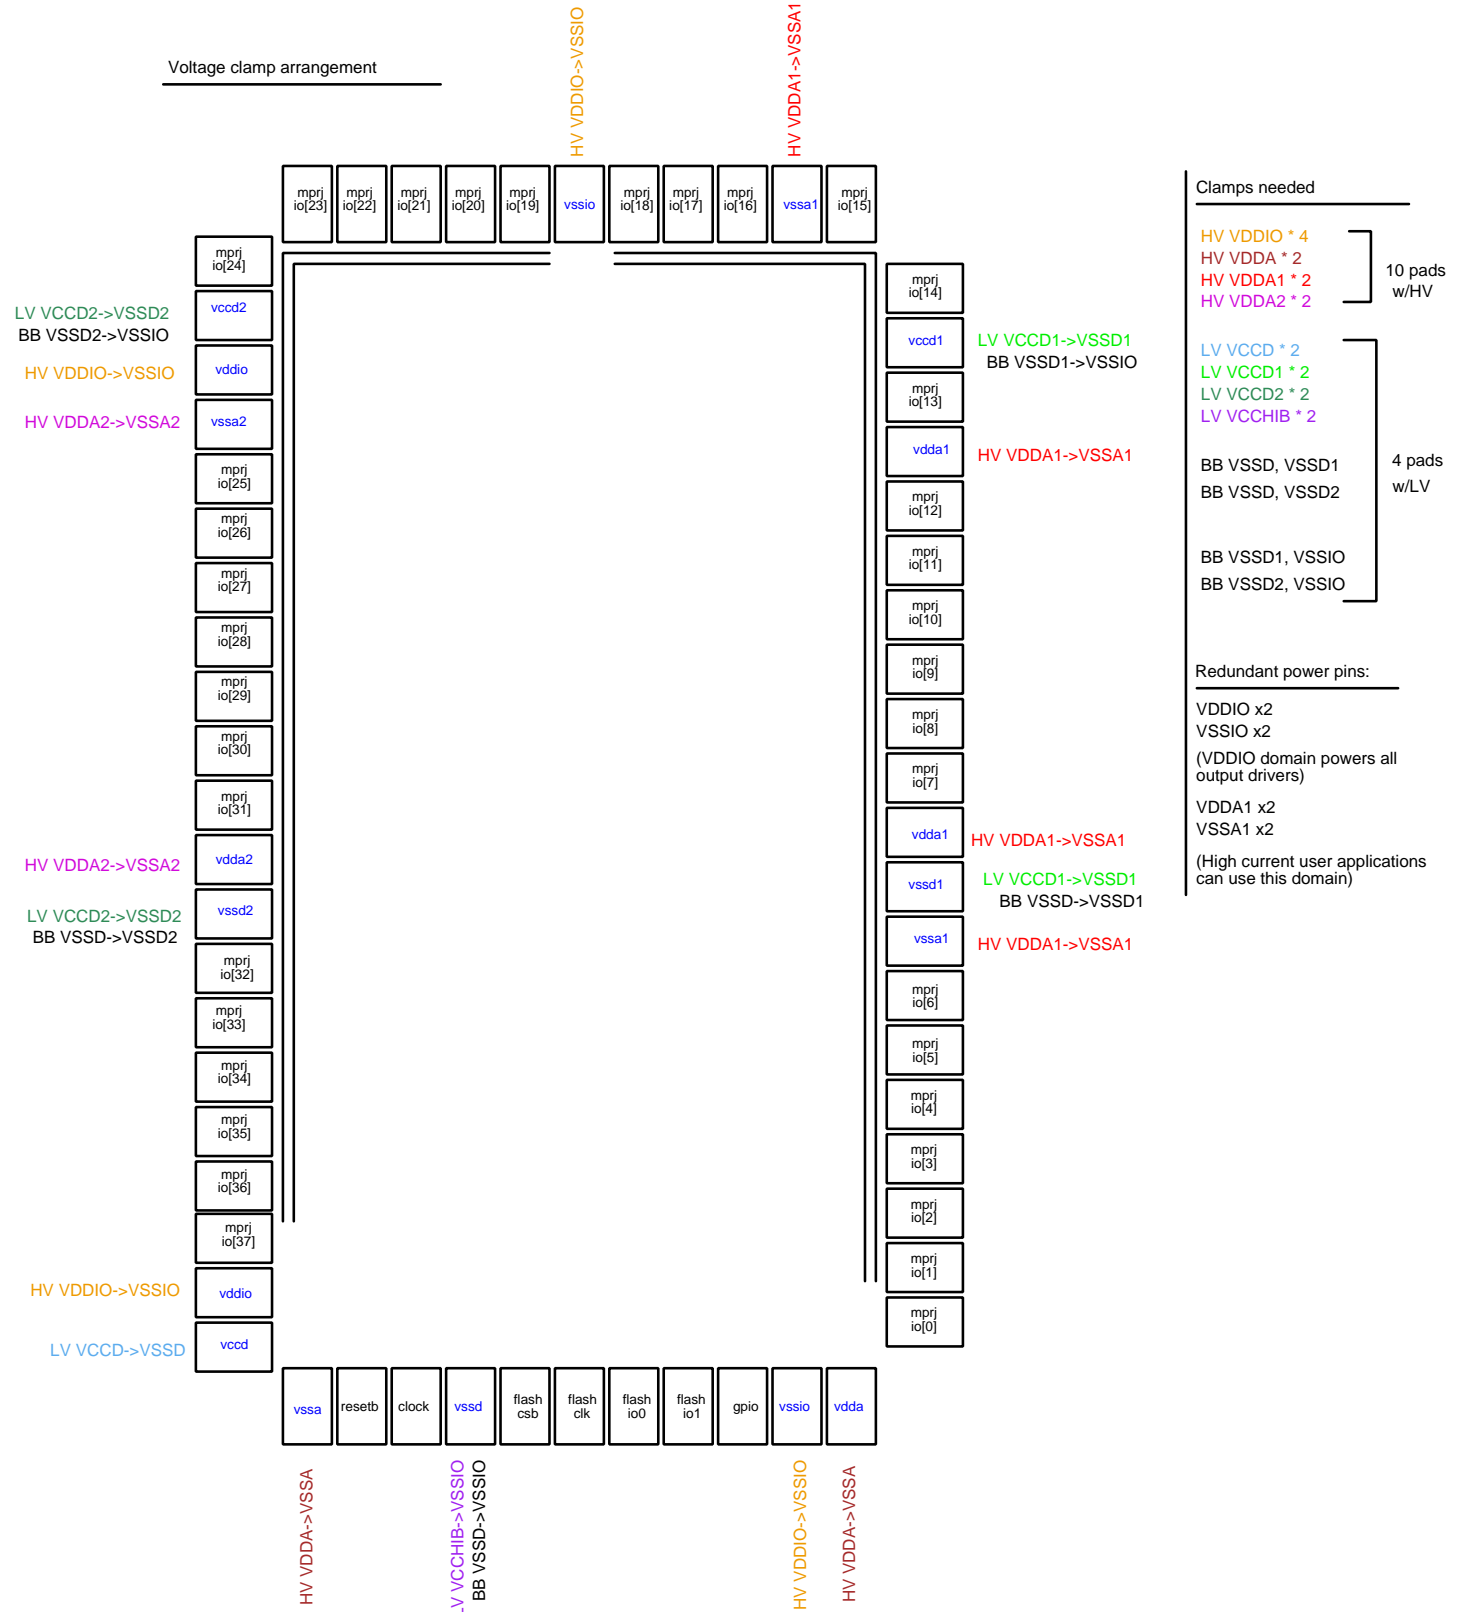 Voltage clamp arrangement
HV VDDIO->VSSIO
HV VDDA1->VSSA1
mprj
io[23]
mprj
io[22]
mprj
io[21]
mprj
io[20]
mprj
io[19]
vssio
mprj
io[18]
mprj
io[17]
mprj
io[16]
vssa1
mprj
io[15]
mprj
io[24]
LV VCCD2->VSSD2
BB VSSD2->VSSIO
vccd2
HV VDDIO->VSSIO
vddio
HV VDDA2->VSSA2
vssa2
mprj
io[25]
mprj
io[26]
mprj
io[27]
mprj
io[28]
mprj
io[29]
mprj
io[30]
mprj
io[31]
HV VDDA2->VSSA2
vdda2
LV VCCD2->VSSD2
BB VSSD->VSSD2
vssd2
mprj
io[32]
mprj
io[33]
mprj
io[34]
mprj
io[35]
mprj
io[36]
mprj
io[37]
HV VDDIO->VSSIO
vddio
LV VCCD->VSSD
vccd
mprj
io[14]
vccd1
LV VCCD1->VSSD1
BB VSSD1->VSSIO
mprj
io[13]
vdda1
HV VDDA1->VSSA1
mprj
io[12]
mprj
io[11]
mprj
io[10]
mprj
io[9]
mprj
io[8]
mprj
io[7]
vdda1
HV VDDA1->VSSA1
vssd1
LV VCCD1->VSSD1
BB VSSD->VSSD1
vssa1
HV VDDA1->VSSA1
mprj
io[6]
mprj
io[5]
mprj
io[4]
mprj
io[3]
mprj
io[2]
mprj
io[1]
mprj
io[0]
vssa
resetb
clock
vssd
flash
csb
flash
clk
flash
io0
flash
io1
gpio
vssio
vdda
HV VDDA->VSSA
LV VCCHIB->VSSIO
BB VSSD->VSSIO
HV VDDIO->VSSIO
HV VDDA->VSSA
Clamps needed
HV VDDIO * 4
HV VDDA * 2
HV VDDA1 * 2
HV VDDA2 * 2
10 pads
w/HV
LV VCCD * 2
LV VCCD1 * 2
LV VCCD2 * 2
LV VCCHIB * 2
BB VSSD, VSSD1
BB VSSD, VSSD2
BB VSSD1, VSSIO
BB VSSD2, VSSIO
4 pads
w/LV
Redundant power pins:
VDDIO x2
VSSIO x2
(VDDIO domain powers all
output drivers)
VDDA1 x2
VSSA1 x2
(High current user applications
can use this domain)